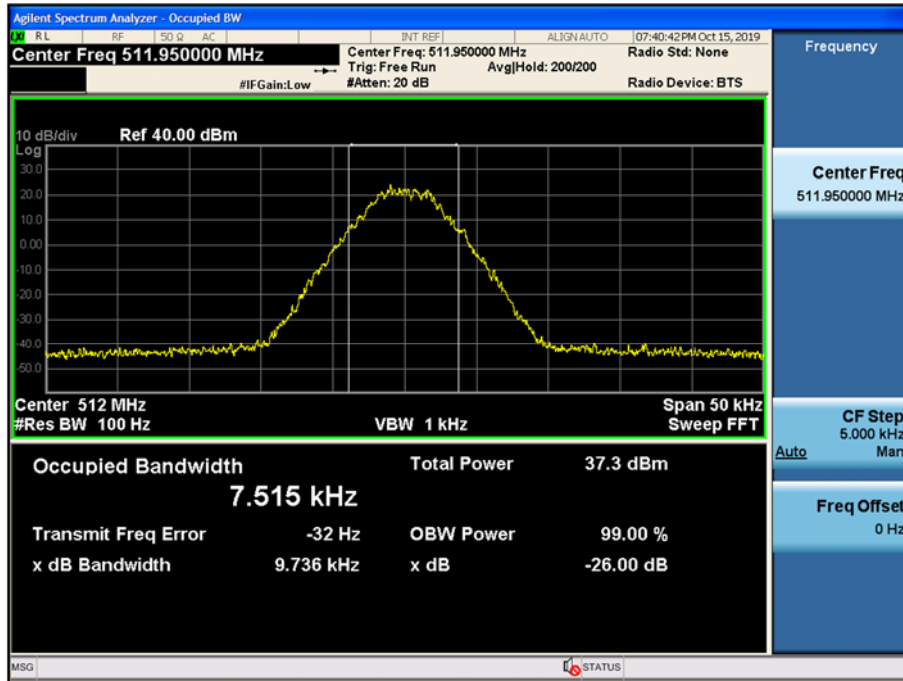 Agilent Spectrum Analyzer - Occupied BW
LXI RL RF 50 Ω AC INT REF ALIGN AUTO 07:40:42 PM Oct 15, 2019
Center Freq 511.950000 MHz
Center Freq: 511.950000 MHz Radio Std: None
Trig: Free Run Avg|Hold: 200/200
#IFGain:Low #Atten: 20 dB Radio Device: BTS
10 dB/div Ref 40.00 dBm
Log
30.0
20.0
10.0
0.00
-10.0
-20.0
-30.0
-40.0
-50.0
Center 512 MHz Span 50 kHz
#Res BW 100 Hz VBW 1 kHz Sweep FFT
Occupied Bandwidth Total Power 37.3 dBm
7.515 kHz
Transmit Freq Error -32 Hz OBW Power 99.00 %
x dB Bandwidth 9.736 kHz x dB -26.00 dB
MSG STATUS
Frequency
Center Freq
511.950000 MHz
CF Step
5.000 kHz
Auto Man
Freq Offset
0 Hz